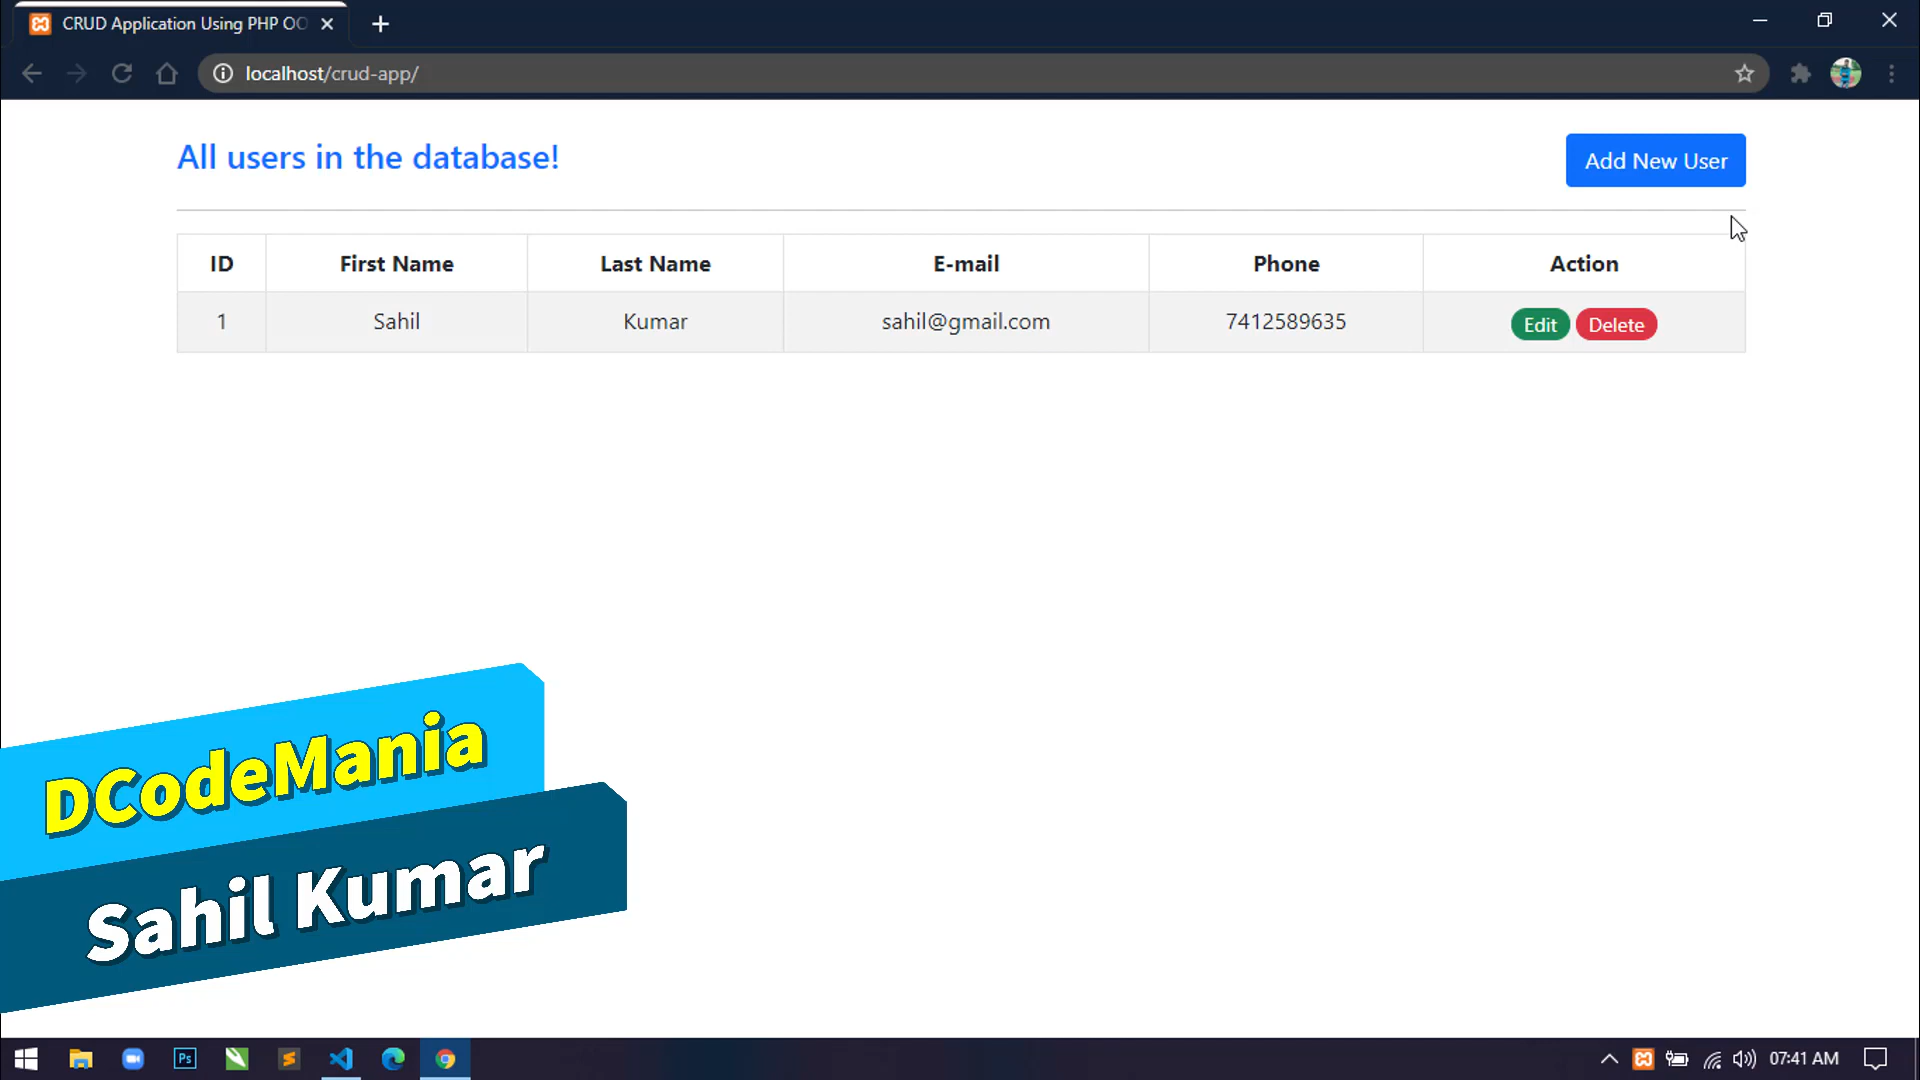 CRUD Application Using PHP OO
localhost/crud-app/
All users in the database!
Add New User
ID First Name Last Name E-mail Phone Action
1 Sahil Kumar sahil@gmail.com 7412589635 Edit Delete
DCodeMania
Sahil Kumar
Ps
07:41 AM